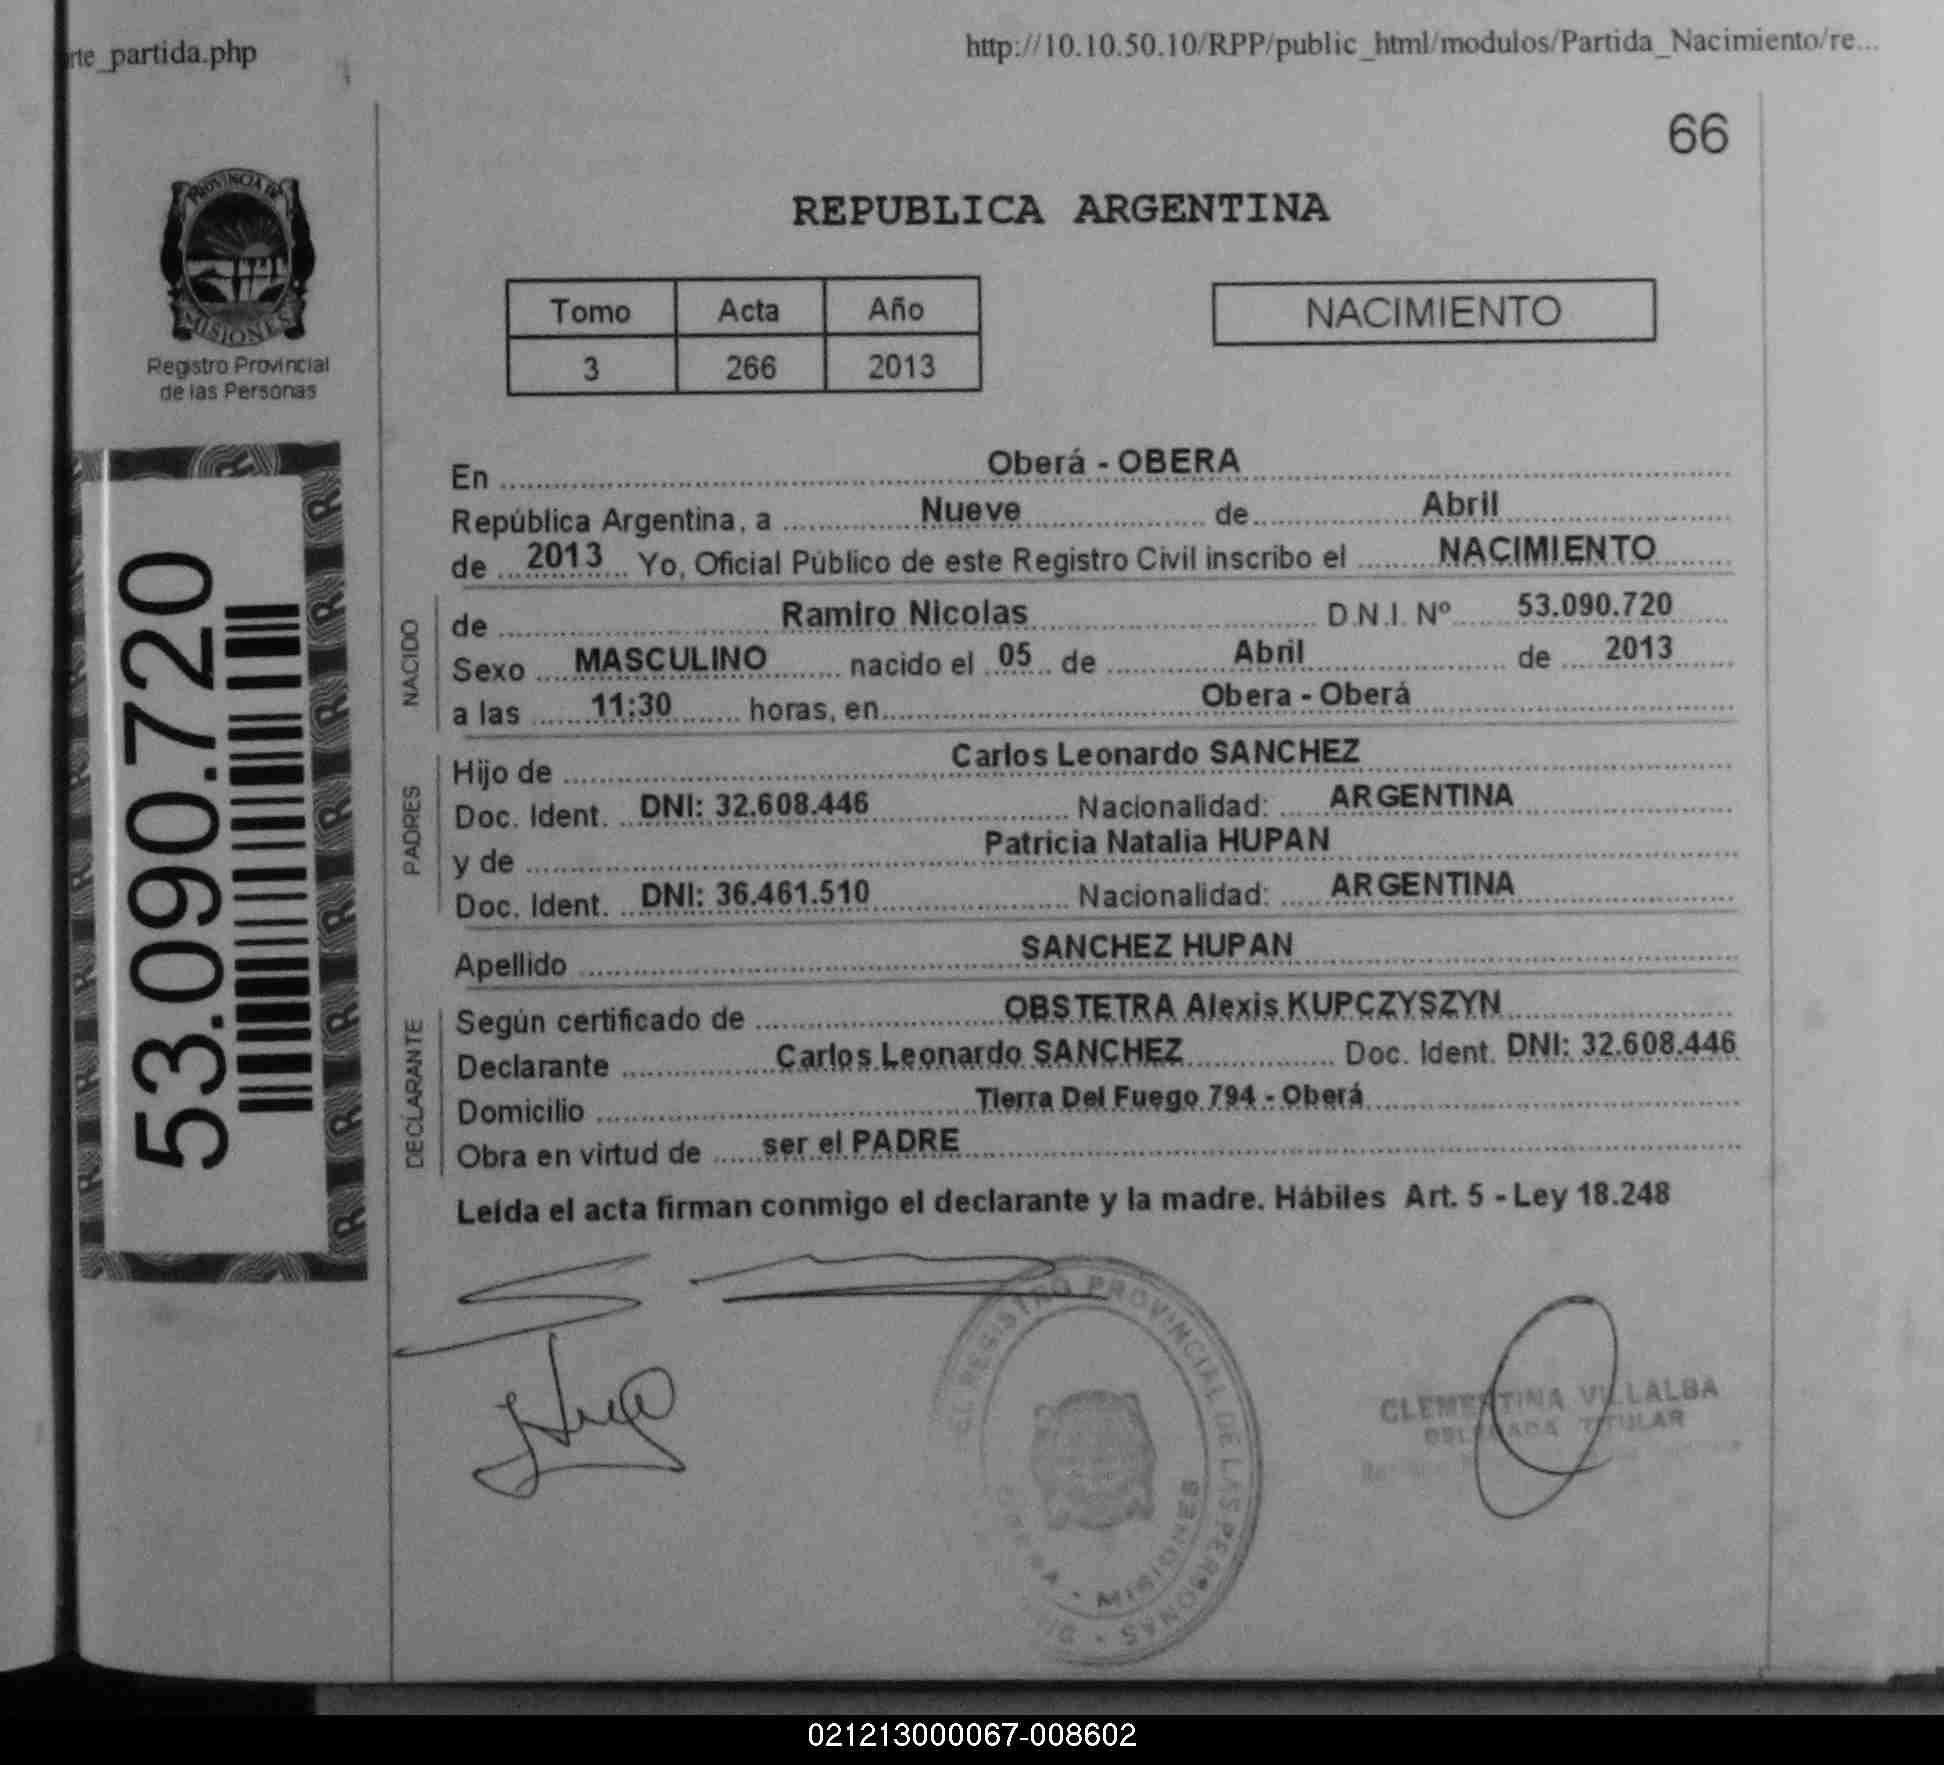 rte_partida.php
http://10.10.50.10/RPP/public_html/modulos/Partida_Nacimiento/re...
66
PROVINCIA DE
MISIONES
Registro Provincial
de las Personas
REPUBLICA ARGENTINA
Tomo Acta Año
3 266 2013
NACIMIENTO
53.090.720
En Oberá - OBERA
República Argentina, a Nueve de Abril
de 2013 Yo, Oficial Público de este Registro Civil inscribo el NACIMIENTO
NACIDO
de Ramiro Nicolas D.N.I. Nº 53.090.720
Sexo MASCULINO nacido el 05 de Abril de 2013
a las 11:30 horas, en Obera - Oberá
PADRES
Hijo de Carlos Leonardo SANCHEZ
Doc. Ident. DNI: 32.608.446 Nacionalidad: ARGENTINA
y de Patricia Natalia HUPAN
Doc. Ident. DNI: 36.461.510 Nacionalidad: ARGENTINA
Apellido SANCHEZ HUPAN
DECLARANTE
Según certificado de OBSTETRA Alexis KUPCZYSZYN
Declarante Carlos Leonardo SANCHEZ Doc. Ident. DNI: 32.608.446
Domicilio Tierra Del Fuego 794 - Oberá
Obra en virtud de ser el PADRE
Leída el acta firman conmigo el declarante y la madre. Hábiles Art. 5 - Ley 18.248
REGISTRO PROVINCIAL DE LAS PERSONAS
MISIONES
CLEMENTINA VILLALBA
DELEGADA TITULAR
021213000067-008602